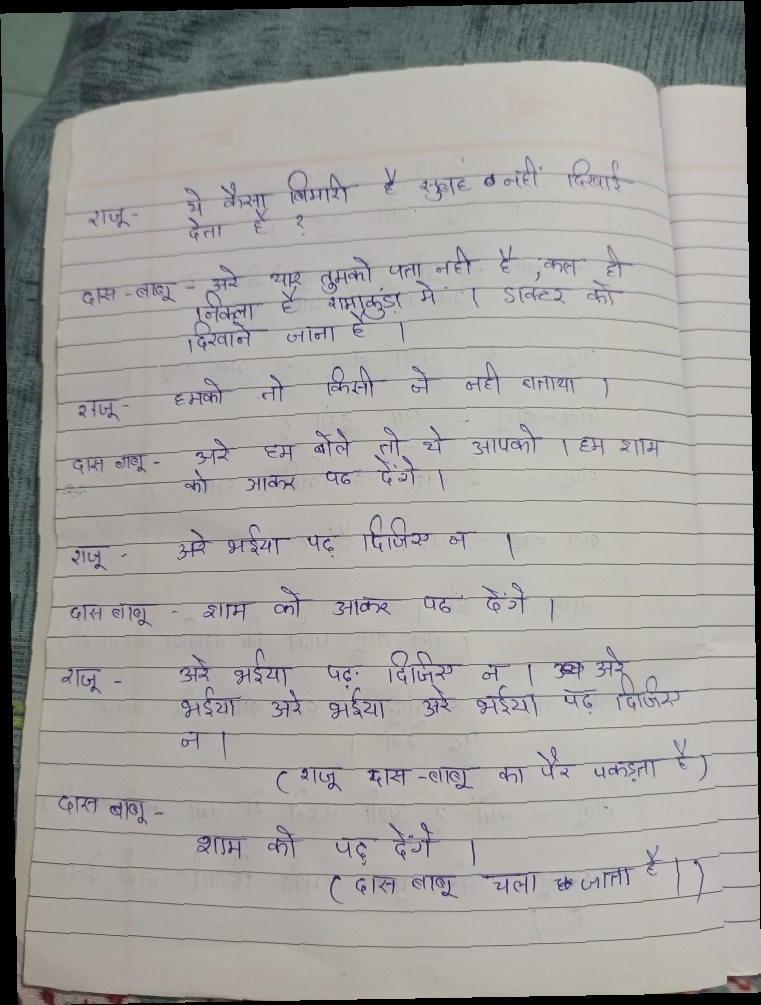 राजू- ये कैसा बिमारी है सुबह नहीं दिखाई
देता है ?
दास-बाबू - अरे यार तुमको पता नही है, कल ही
निकला है रामाकुंड़ा में । डाक्टर को
दिखाने जाना है ।
राजू- हमको तो किसी ने नही बताया ।
दास बाबू - अरे हम बोले तो थे आपको । हम शाम
को आकर पढ देंगे ।
राजू - अरे भईया पढ़ दिजिए न ।
दास बाबू - शाम को आकर पढ देंगे ।
राजू - अरे भईया पढ़ दिजिए न । अरे
भईया अरे भईया अरे भईया पढ़ दिजिए
न ।
(राजू दास-बाबू का पैर पकड़ता है)
दास बाबू -
शाम को पढ़ देंगे ।
(दास बाबू चला जाता है ।)